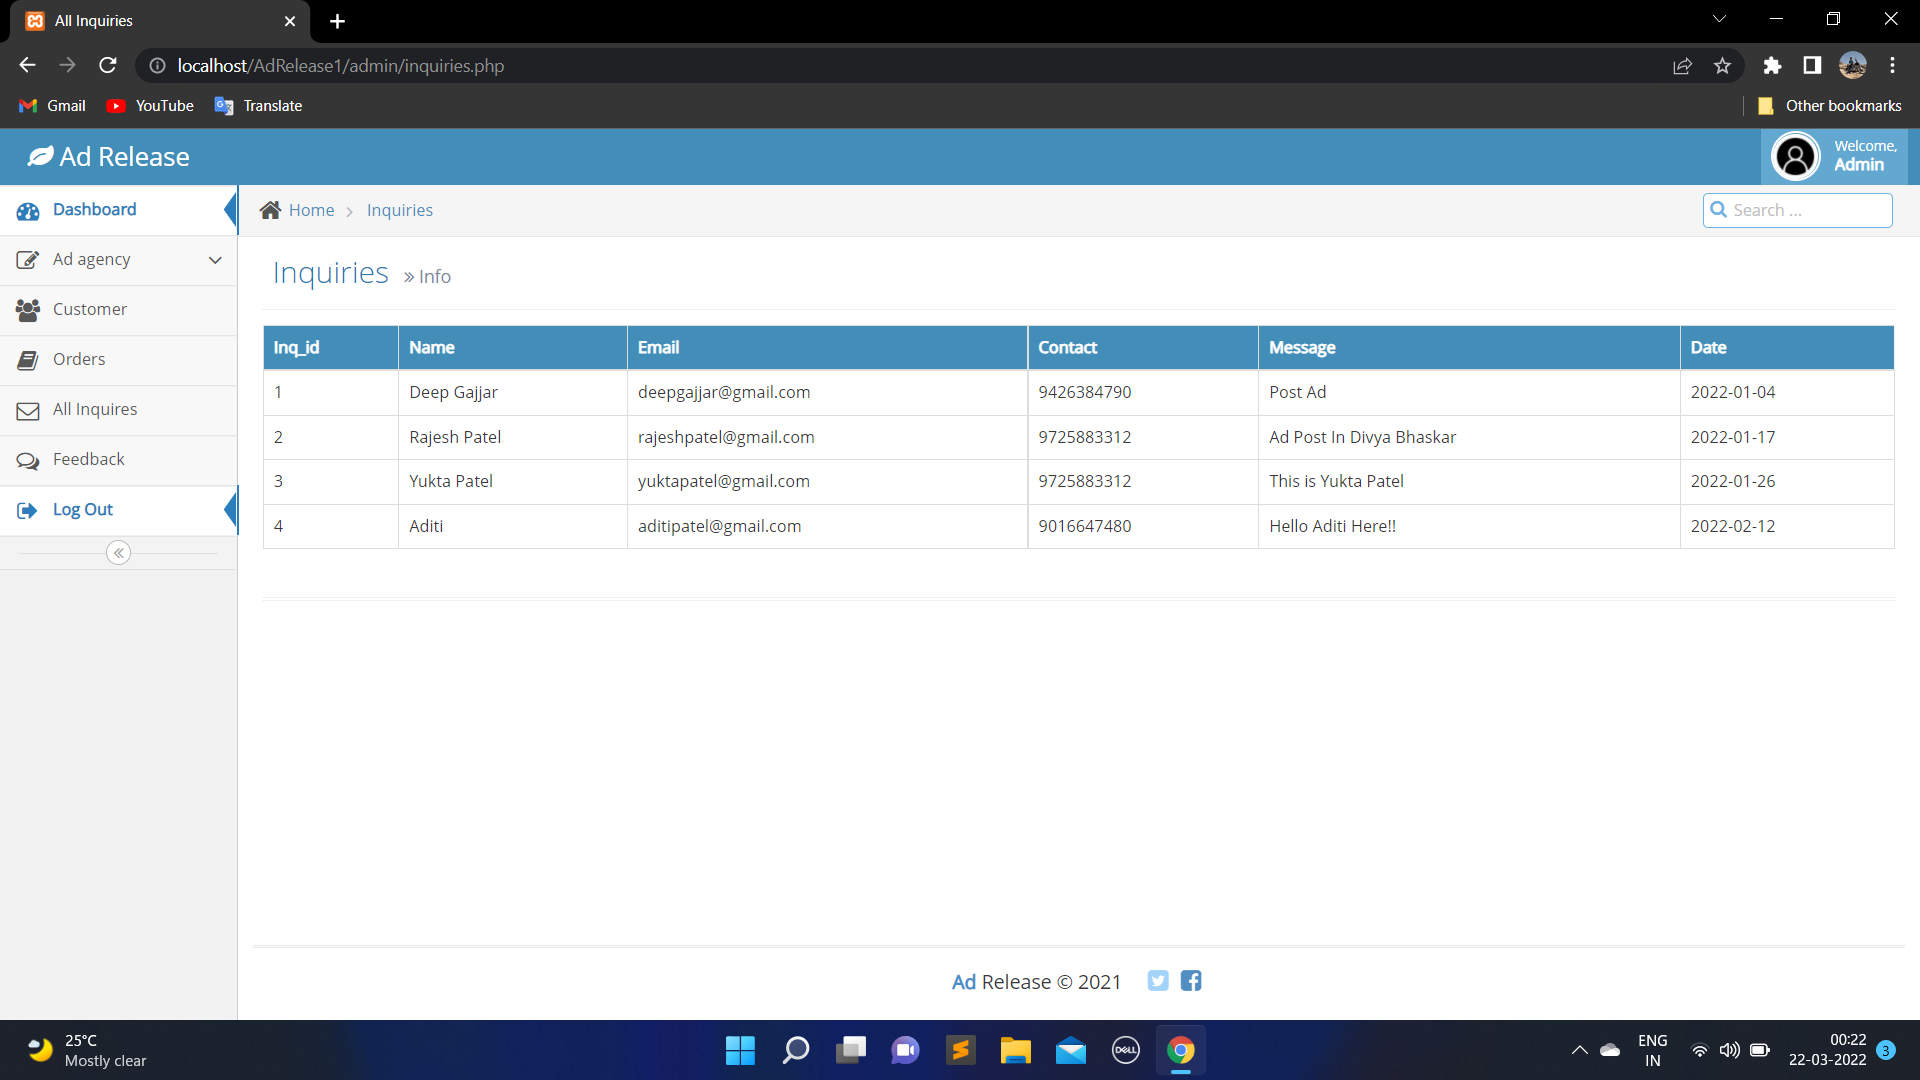 All Inquiries
localhost/AdRelease1/admin/inquiries.php
Gmail YouTube Translate Other bookmarks
Ad Release
Welcome,
Admin
Dashboard
Ad agency
Customer
Orders
All Inquires
Feedback
Log Out
Home Inquiries
Search ...
Inquiries » Info
Inq_id Name Email Contact Message Date
1 Deep Gajjar deepgajjar@gmail.com 9426384790 Post Ad 2022-01-04
2 Rajesh Patel rajeshpatel@gmail.com 9725883312 Ad Post In Divya Bhaskar 2022-01-17
3 Yukta Patel yuktapatel@gmail.com 9725883312 This is Yukta Patel 2022-01-26
4 Aditi aditipatel@gmail.com 9016647480 Hello Aditi Here!! 2022-02-12
Ad Release © 2021
25°C
Mostly clear
DELL
ENG
IN
00:22
22-03-2022
3